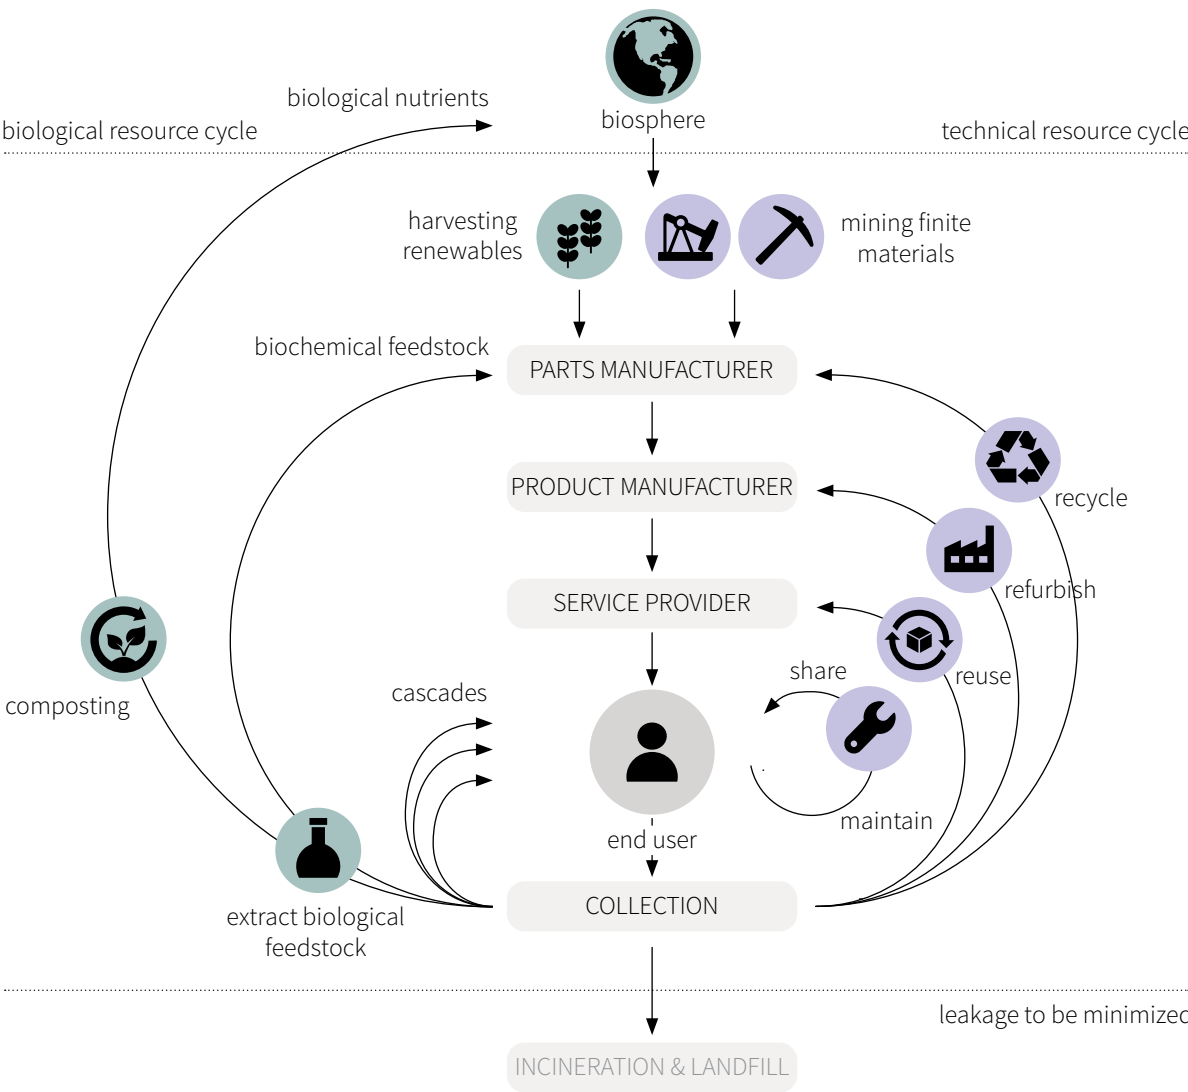 biosphere
biological nutrients
biological resource cycle
technical resource cycle
harvesting
renewables
mining finite
materials
biochemical feedstock
PARTS MANUFACTURER
PRODUCT MANUFACTURER
recycle
refurbish
SERVICE PROVIDER
share
reuse
cascades
composting
maintain
end user
COLLECTION
extract biological
feedstock
leakage to be minimized
INCINERATION & LANDFILL